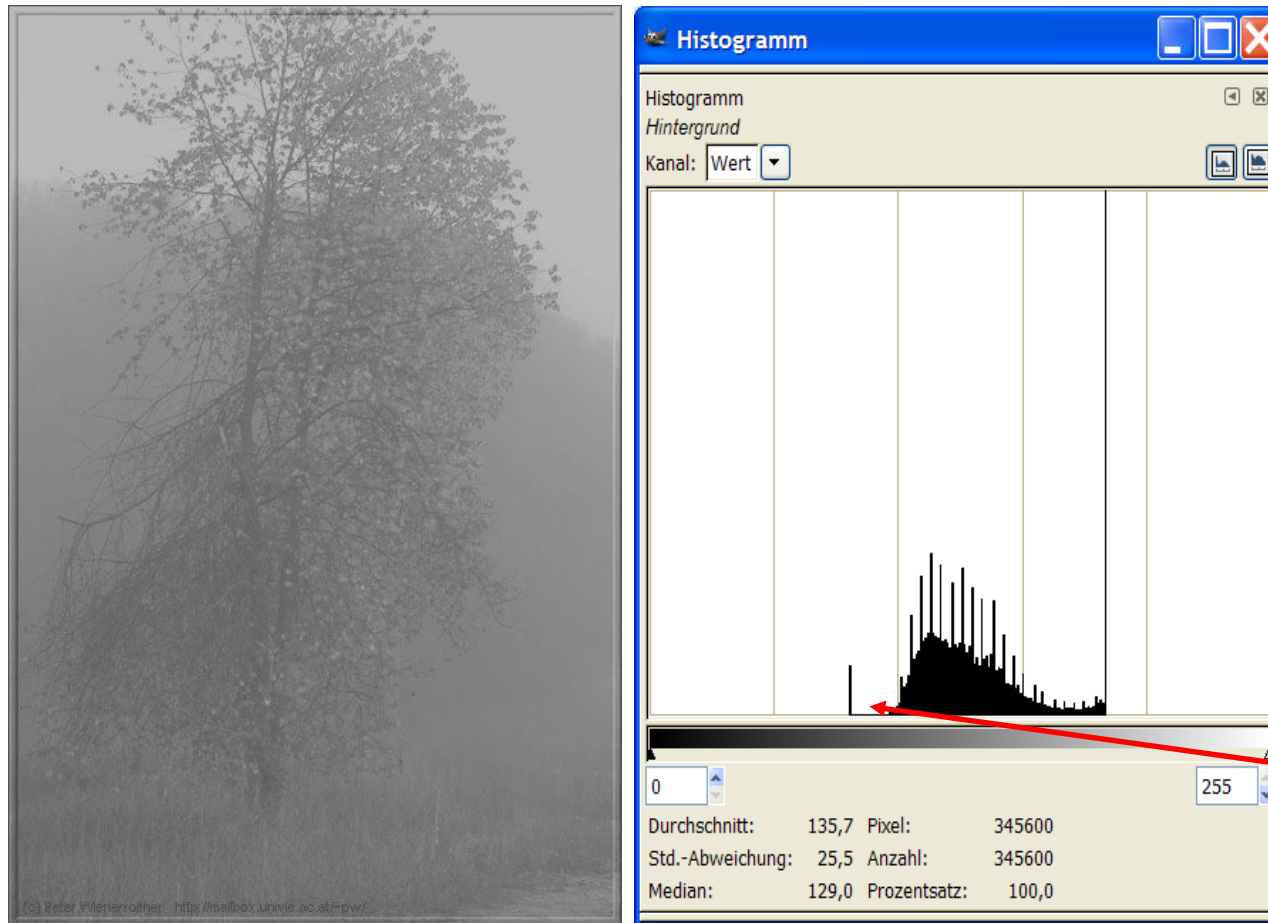 (c) Peter Wienerroither http://mailbox.univie.ac.at/~pw/
Histogramm
Histogramm
Hintergrund
Kanal: Wert
0
255
Durchschnitt: 135,7 Pixel: 345600
Std.-Abweichung: 25,5 Anzahl: 345600
Median: 129,0 Prozentsatz: 100,0